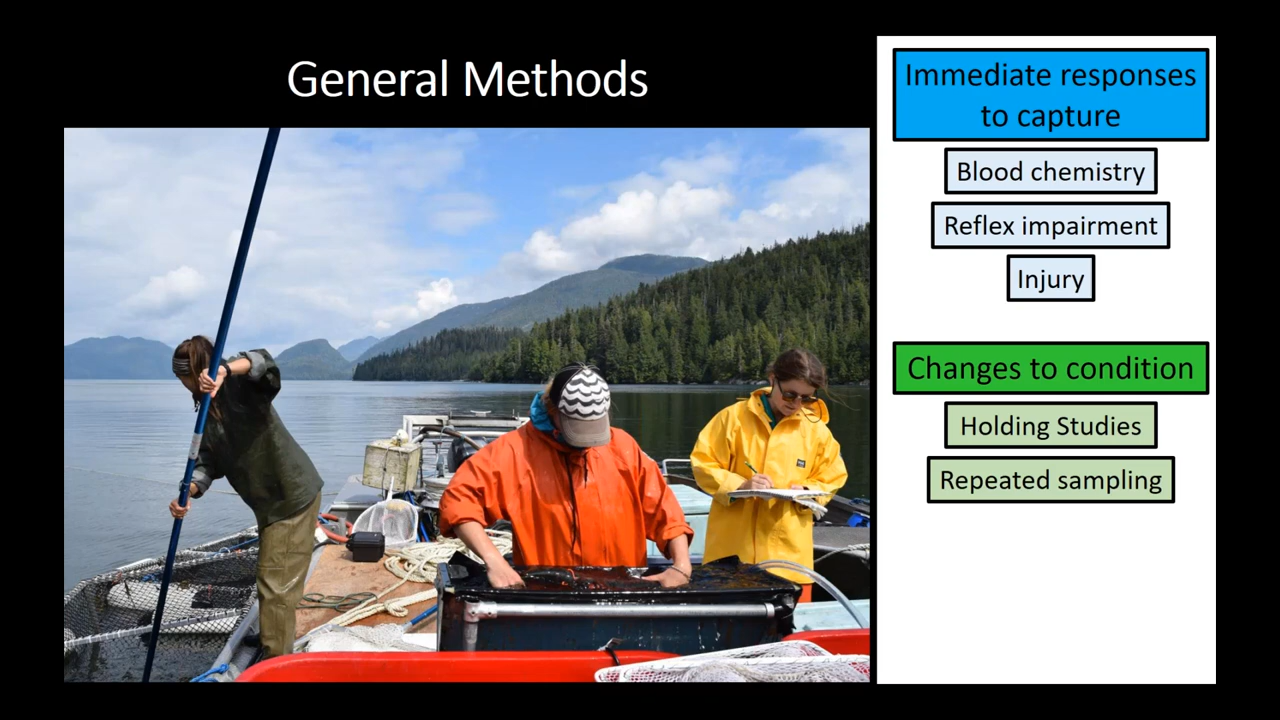 General Methods
Immediate responses
to capture
Blood chemistry
Reflex impairment
Injury
Changes to condition
Holding Studies
Repeated sampling